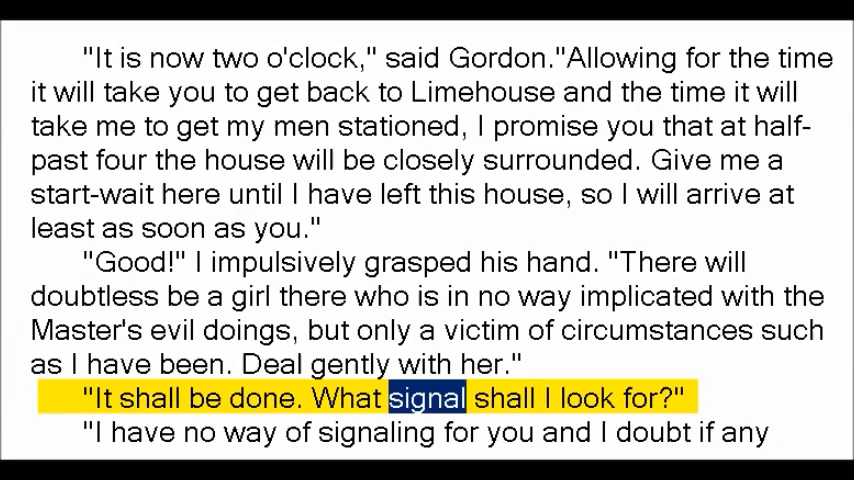 "It is now two o'clock," said Gordon."Allowing for the time
it will take you to get back to Limehouse and the time it will
take me to get my men stationed, I promise you that at half-
past four the house will be closely surrounded. Give me a
start-wait here until I have left this house, so I will arrive at
least as soon as you."
"Good!" I impulsively grasped his hand. "There will
doubtless be a girl there who is in no way implicated with the
Master's evil doings, but only a victim of circumstances such
as I have been. Deal gently with her."
"It shall be done. What signal shall I look for?"
"I have no way of signaling for you and I doubt if any